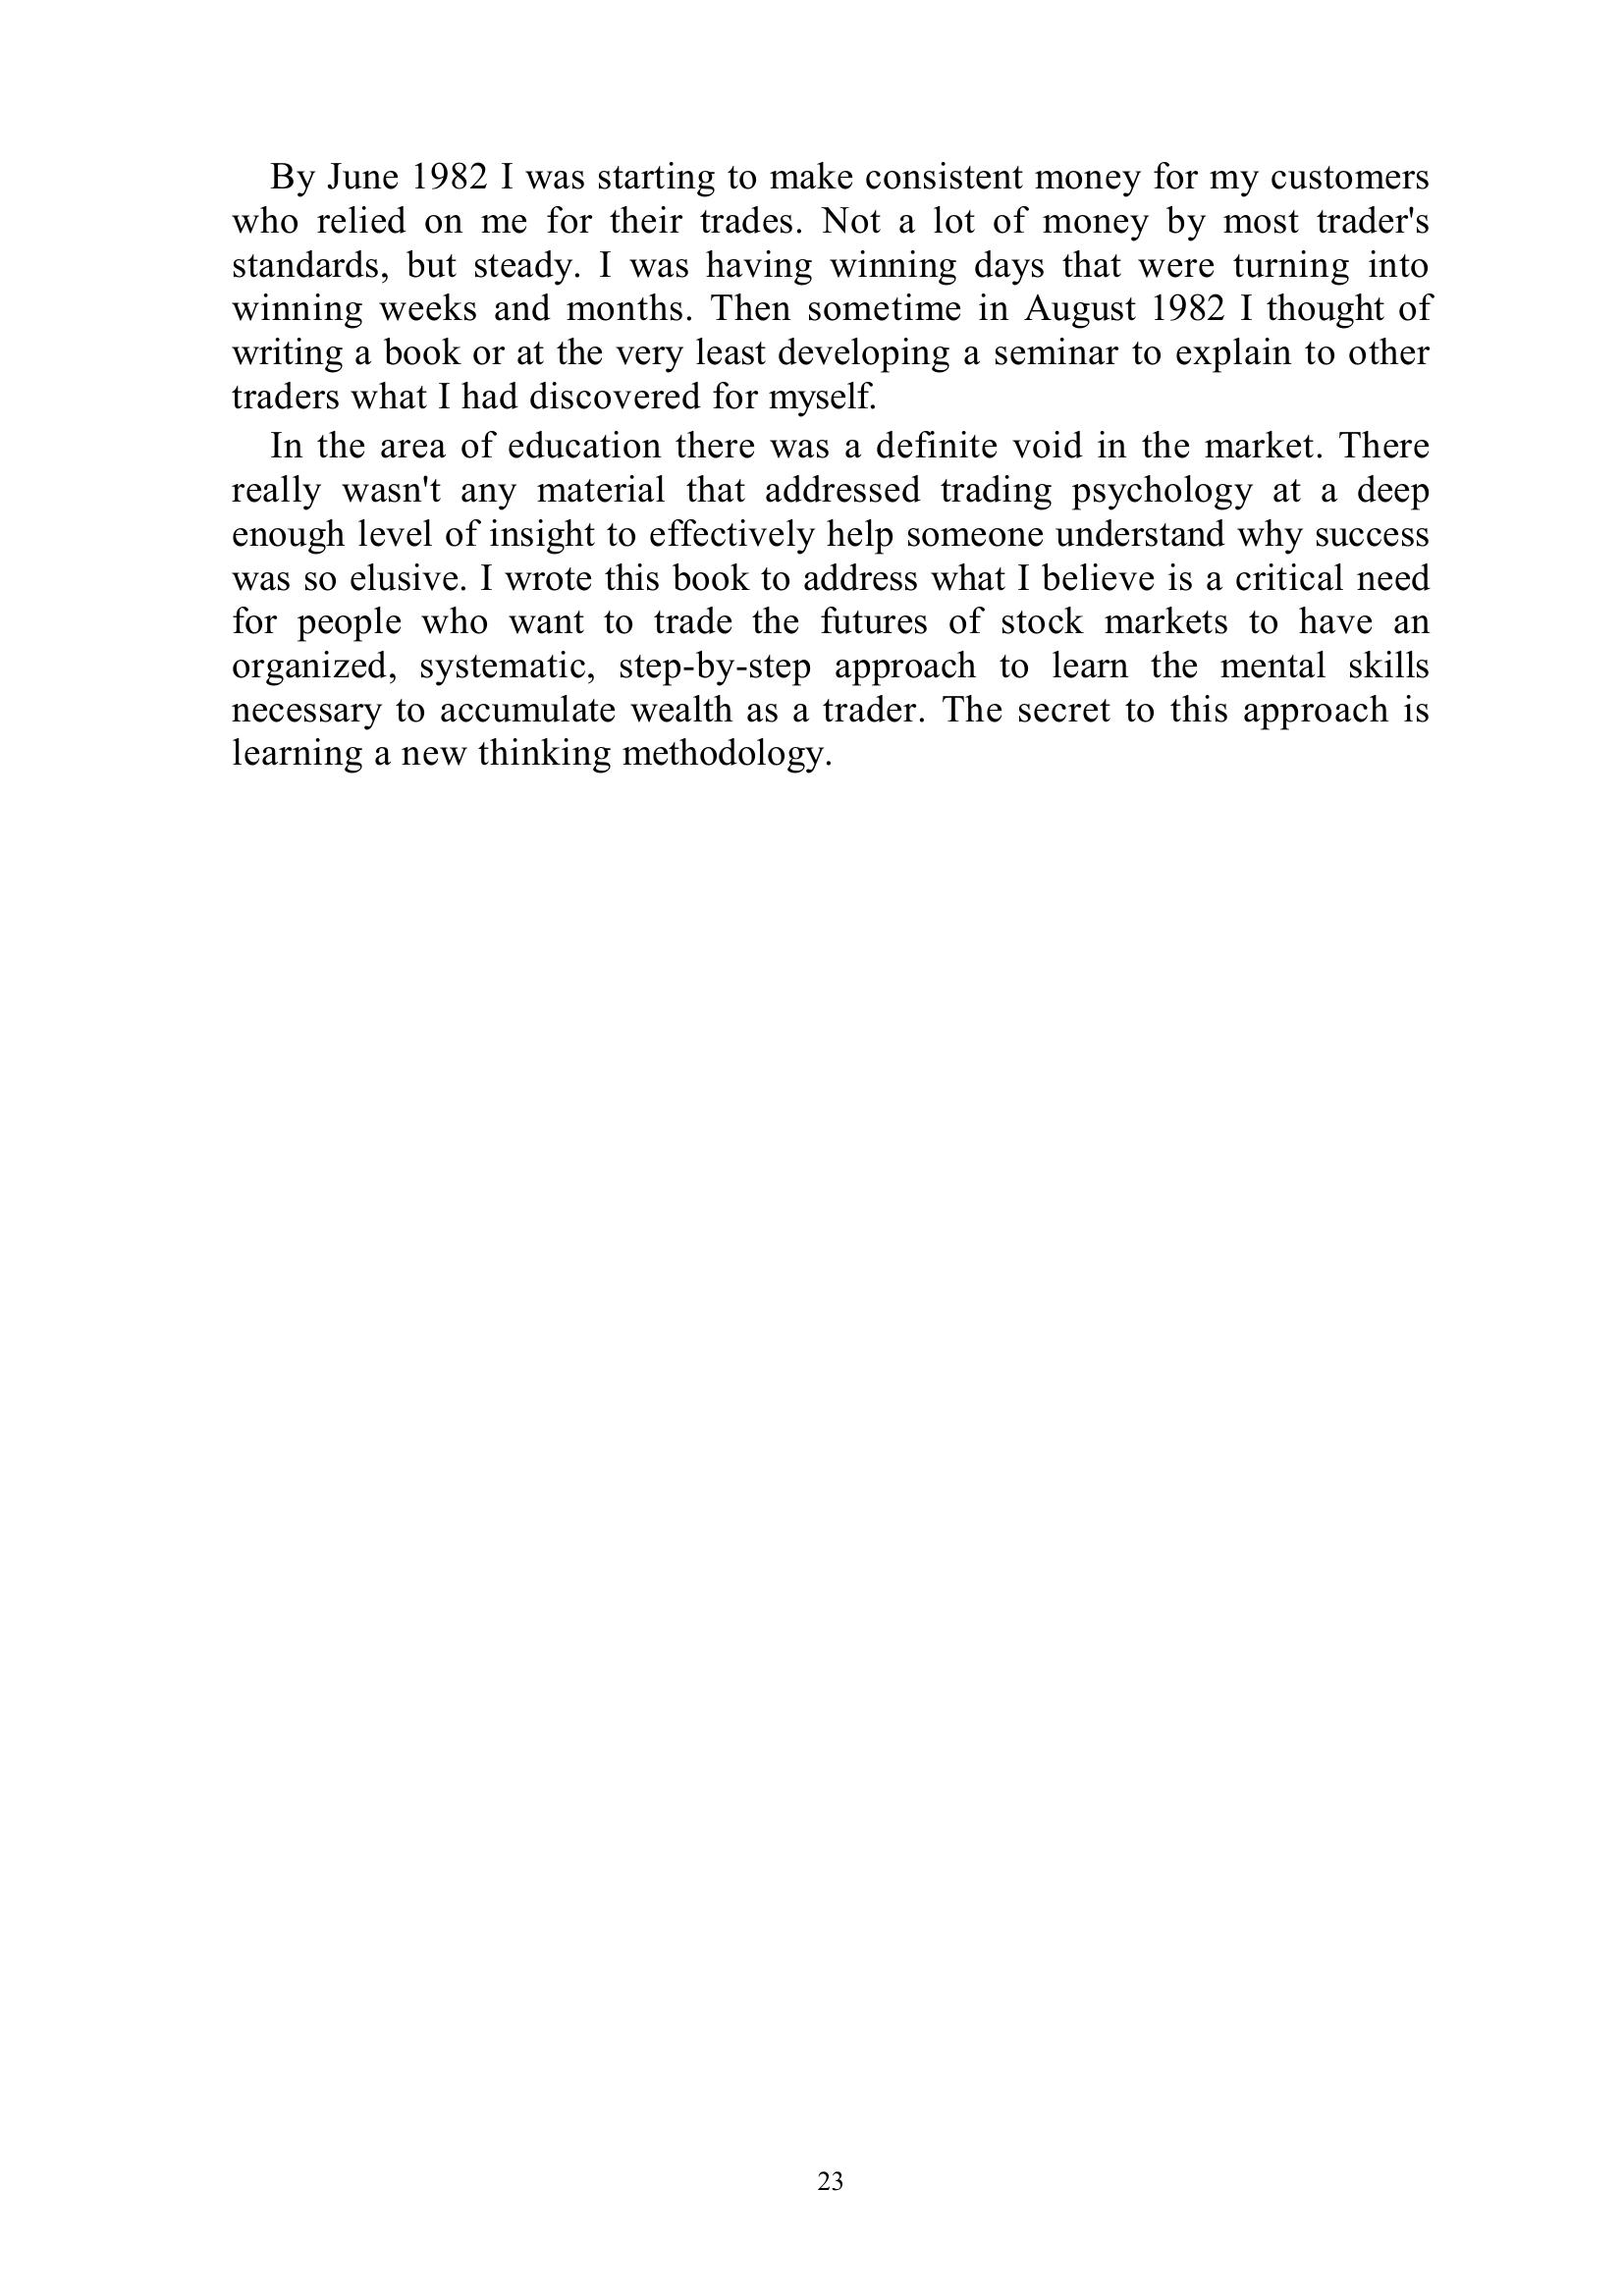 By June 1982 I was starting to make consistent money for my customers
who relied on me for their trades. Not a lot of money by most trader's
standards, but steady. I was having winning days that were turning into
winning weeks and months. Then sometime in August 1982 I thought of
writing a book or at the very least developing a seminar to explain to other
traders what I had discovered for myself.
In the area of education there was a definite void in the market. There
really wasn't any material that addressed trading psychology at a deep
enough level of insight to effectively help someone understand why success
was so elusive. I wrote this book to address what I believe is a critical need
for people who want to trade the futures of stock markets to have an
organized, systematic, step-by-step approach to learn the mental skills
necessary to accumulate wealth as a trader. The secret to this approach is
learning a new thinking methodology.
23